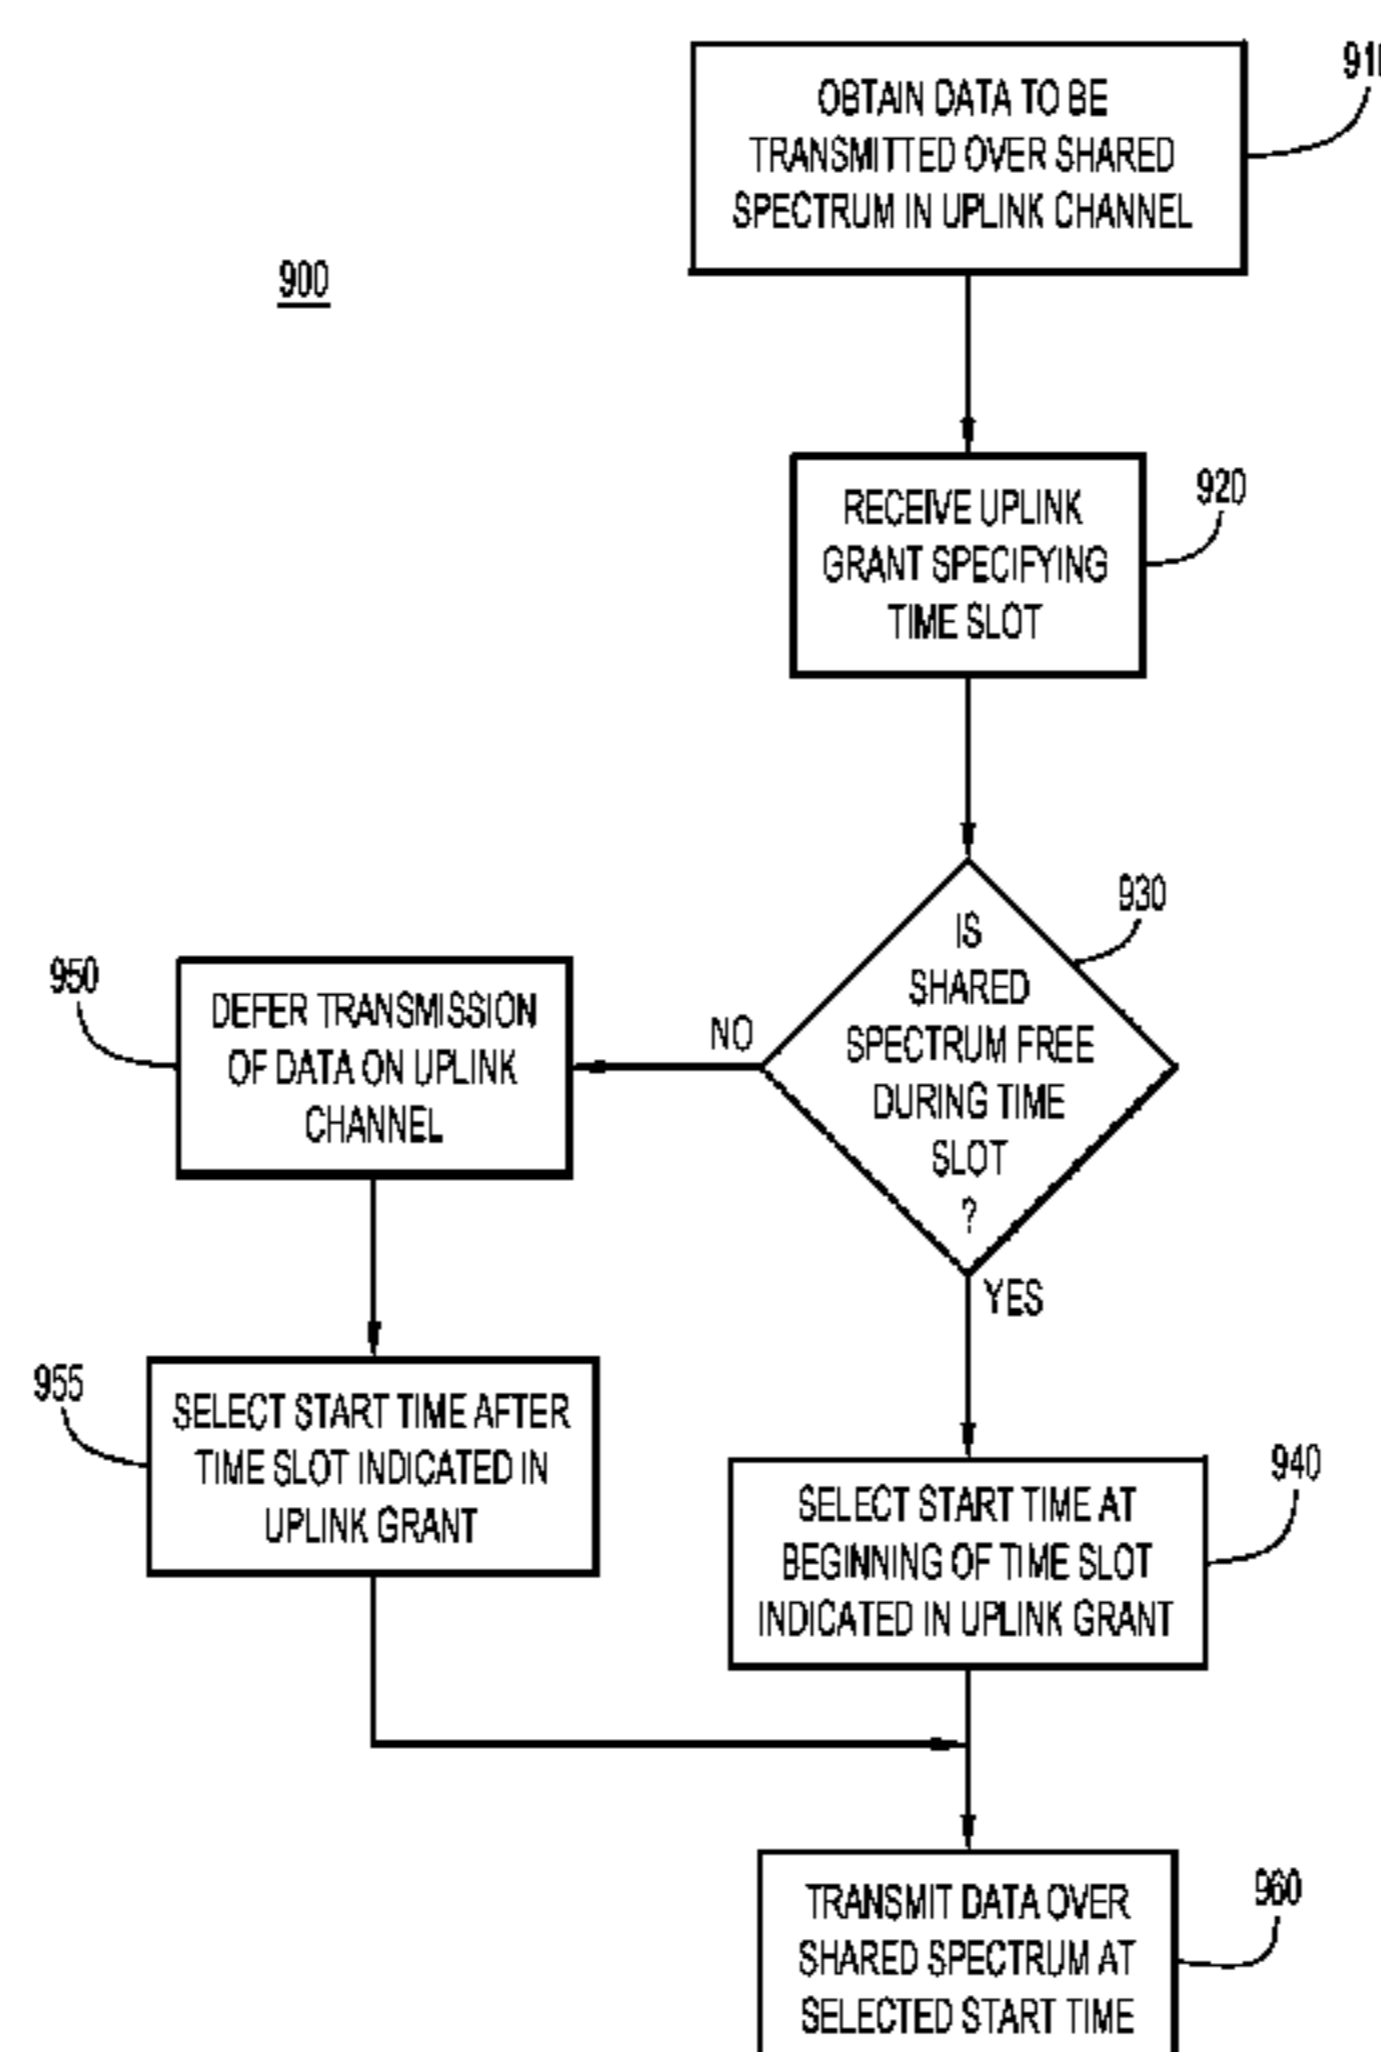 OBTAIN DATA TO BE
TRANSMITTED OVER SHARED
SPECTRUM IN UPLINK CHANNEL
900
RECEIVE UPLINK
GRANT SPECIFYING
TIME SLOT
920
IS
SHARED
SPECTRUM FREE
DURING TIME
SLOT
?
930
NO
YES
950
DEFER TRANSMISSION
OF DATA ON UPLINK
CHANNEL
955
SELECT START TIME AFTER
TIME SLOT INDICATED IN
UPLINK GRANT
SELECT START TIME AT
BEGINNING OF TIME SLOT
INDICATED IN UPLINK GRANT
940
TRANSMIT DATA OVER
SHARED SPECTRUM AT
SELECTED START TIME
960